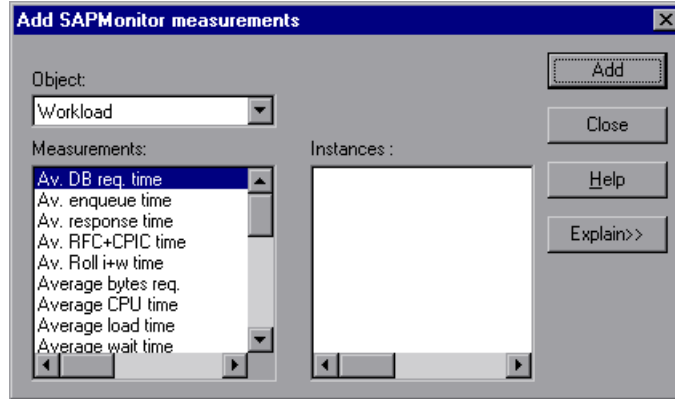 Add SAPMonitor measurements
Object:
Workload
Measurements:
Av. DB req. time
Av. enqueue time
Av. response time
Av. RFC+CPIC time
Av. Roll i+w time
Average bytes req.
Average CPU time
Average load time
Average wait time
Instances :
Add
Close
Help
Explain>>